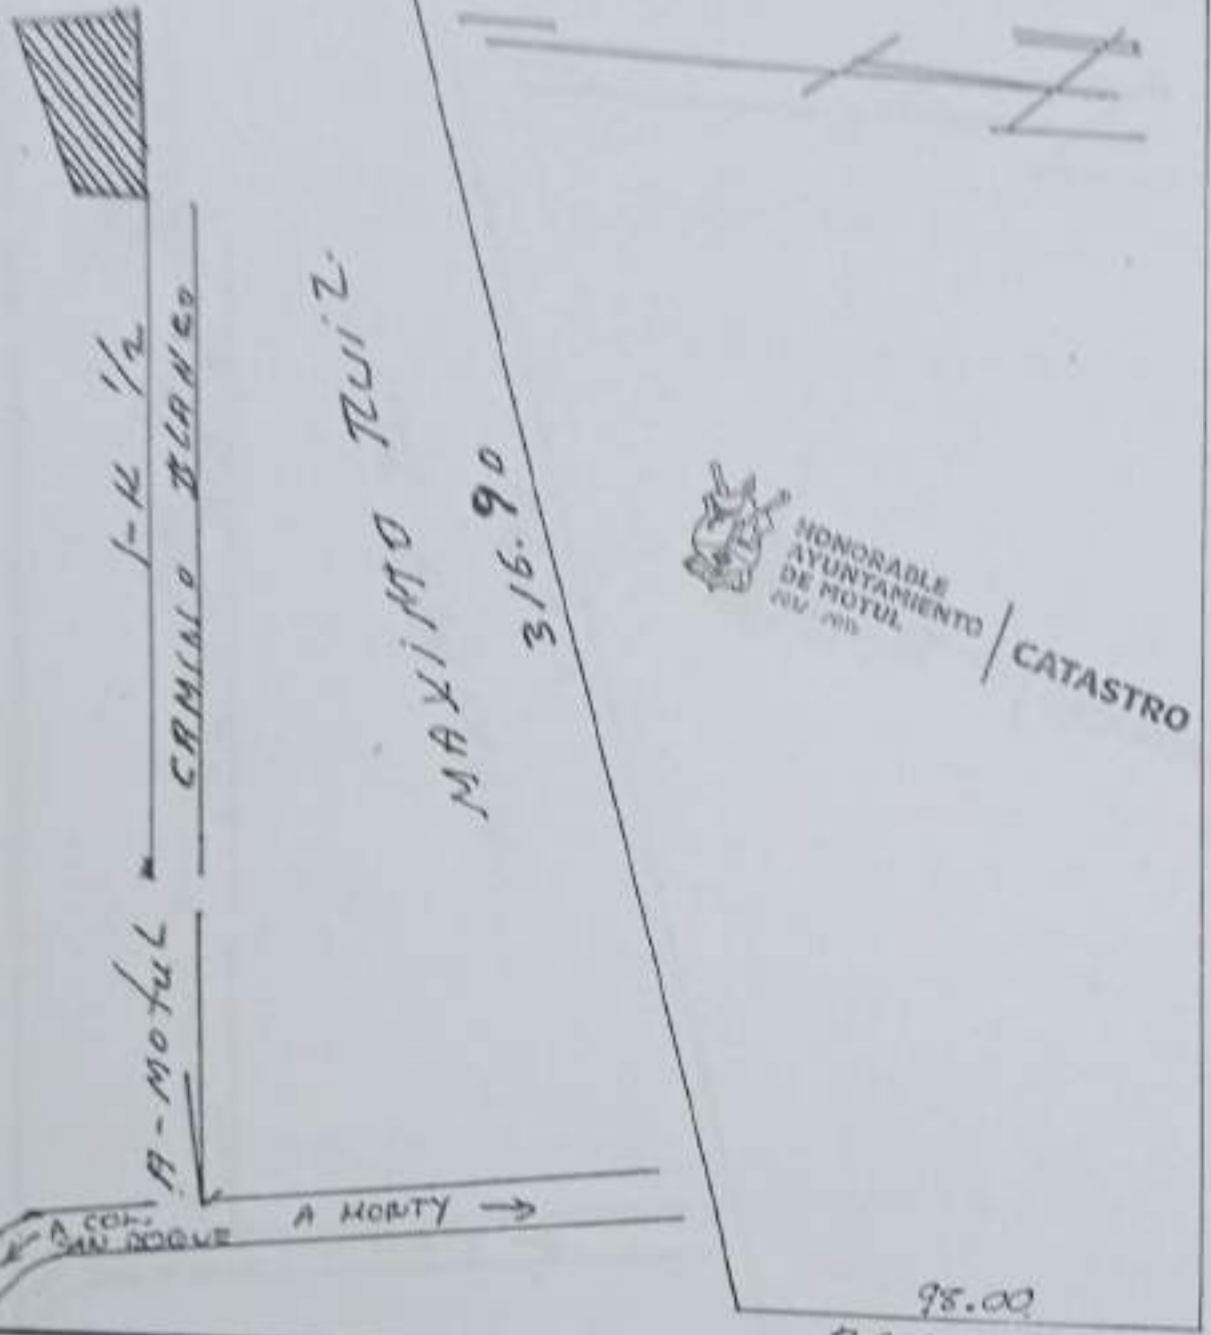 1-K 1/2
CAMINO BLANCO
A-MOTUL
MAXIMO RUIZ.
316.90
HONORABLE
AYUNTAMIENTO
DE MOTUL
CATASTRO
A COL.
SAN ROQUE
A MONTY →
98.00